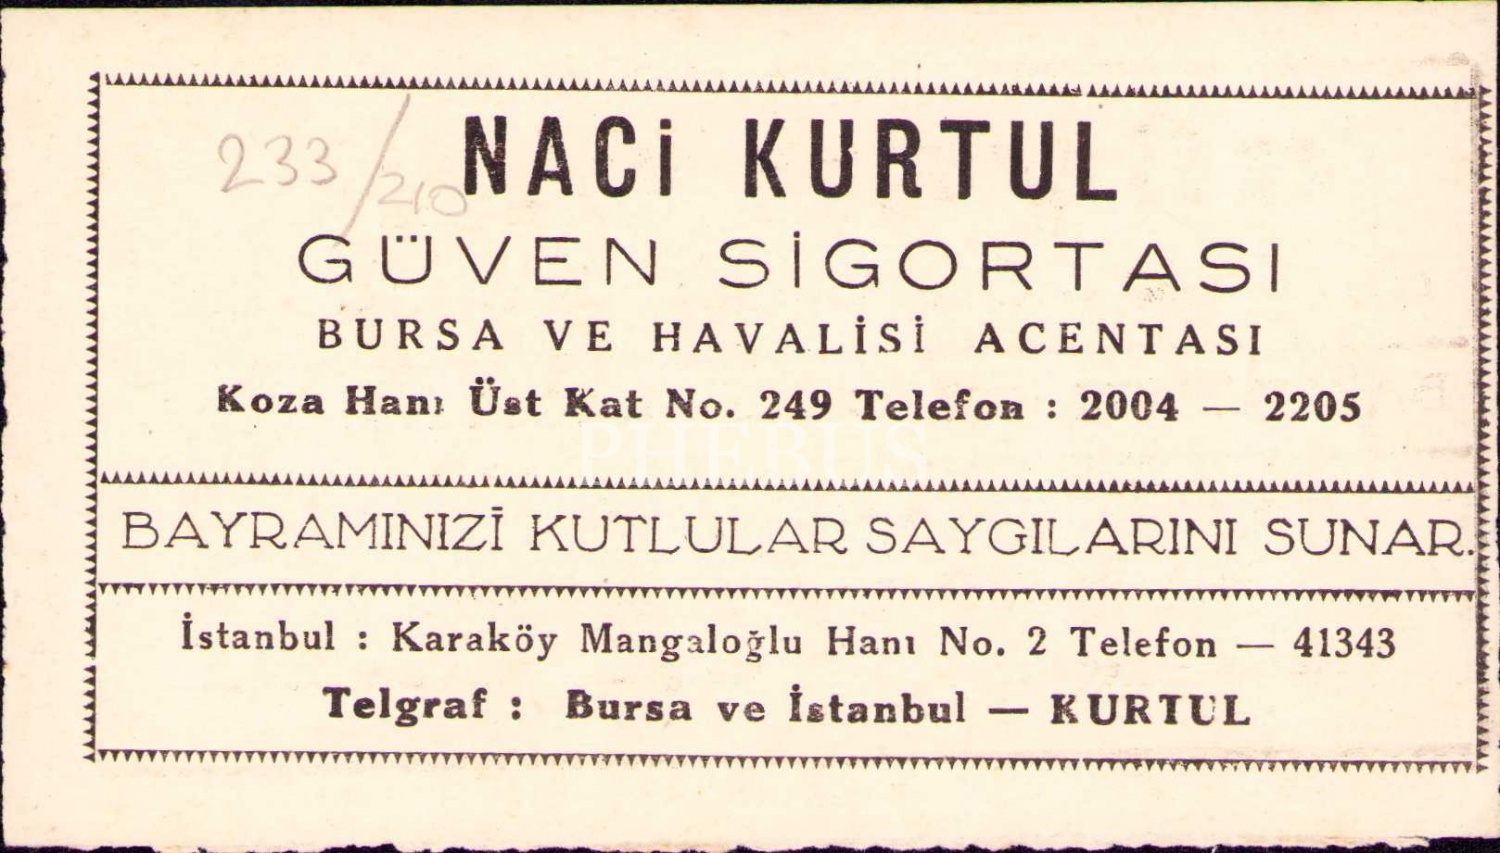 233/210
NACİ KURTUL
GÜVEN SİGORTASI
BURSA VE HAVALİSİ ACENTASI
Koza Hanı Üst Kat No. 249 Telefon : 2004 — 2205
PHEBUS
BAYRAMINIZİ KUTLULAR SAYGILARINI SUNAR.
İstanbul : Karaköy Mangaloğlu Hanı No. 2 Telefon — 41343
Telgraf : Bursa ve İstanbul — KURTUL